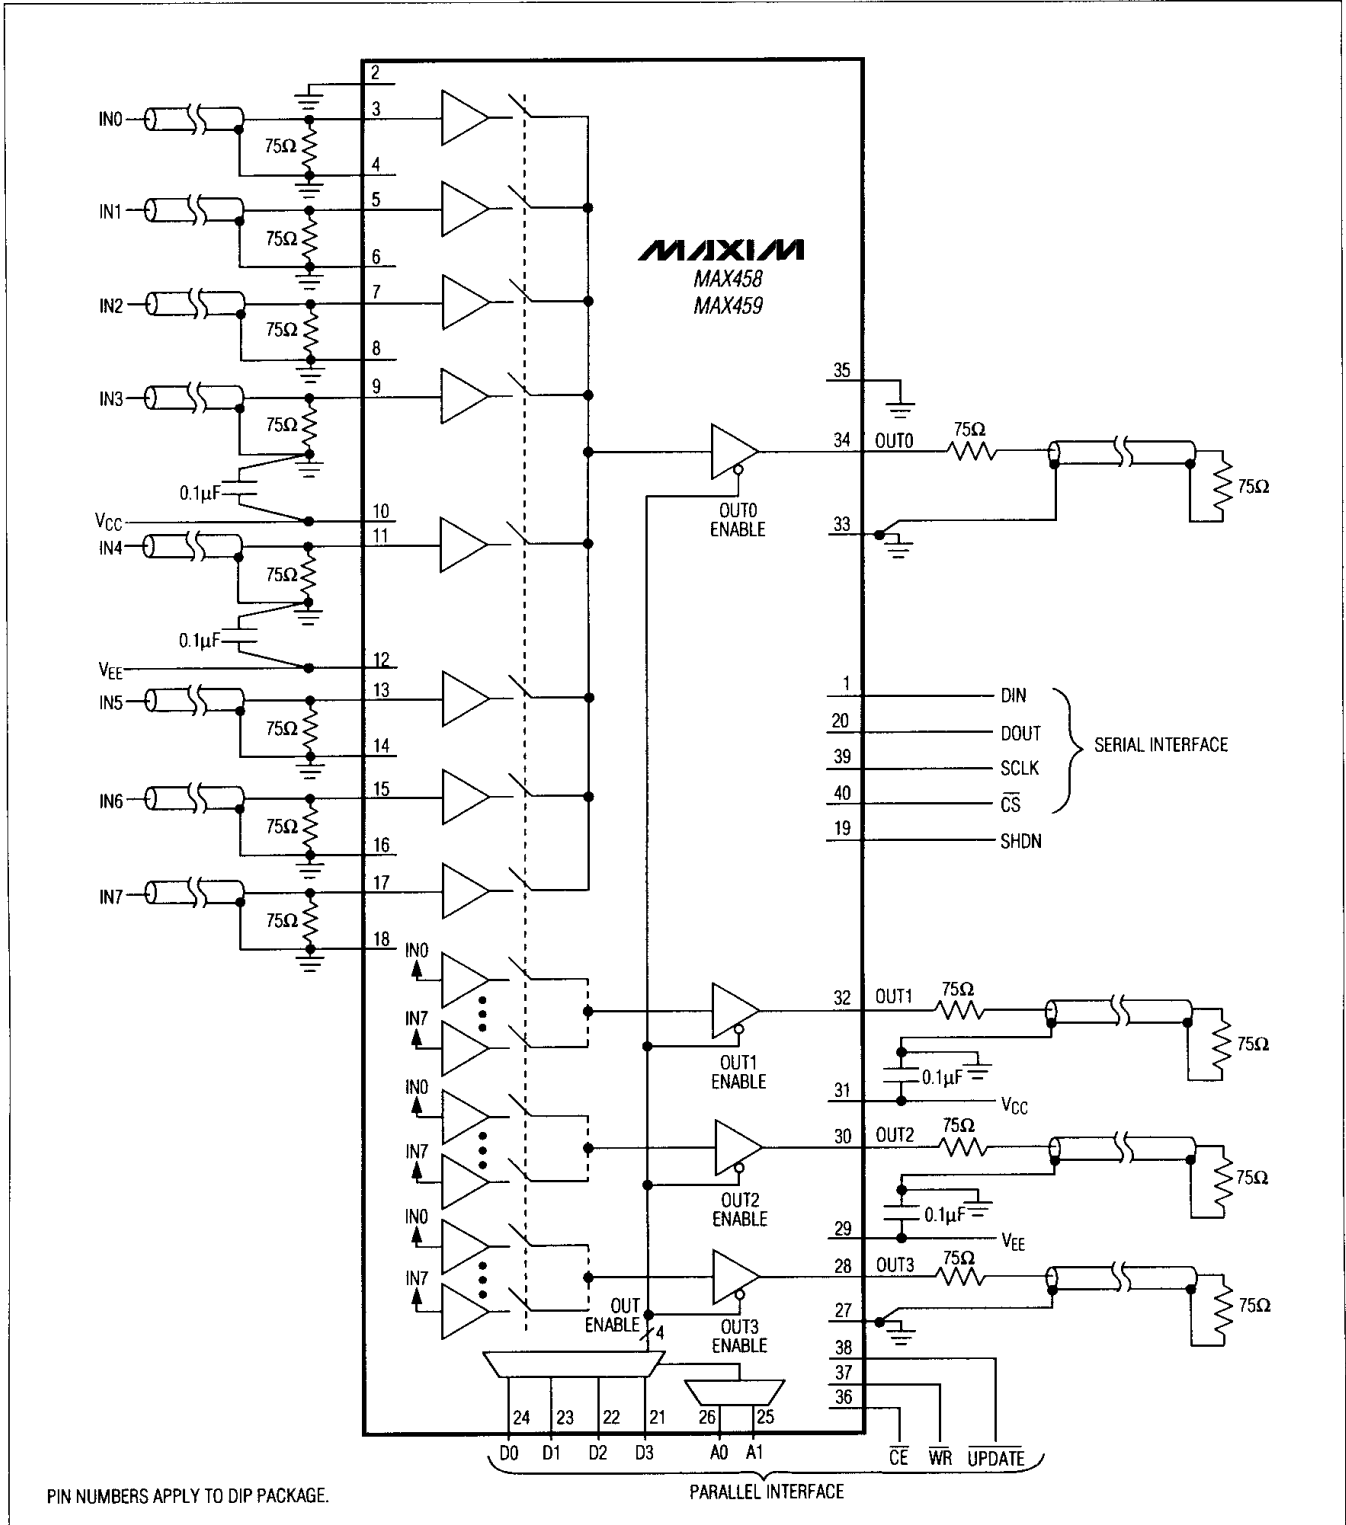 2
IN0
3
75Ω
4
IN1
5
75Ω
6
MAXIM
MAX458
MAX459
IN2
7
75Ω
8
35
IN3
9
75Ω
34
OUT0
75Ω
75Ω
0.1µF
VCC
10
OUT0
ENABLE
33
IN4
11
75Ω
0.1µF
VEE
12
IN5
13
75Ω
14
1
DIN
20
DOUT
39
SCLK
40
C̅S̅
SERIAL INTERFACE
19
SHDN
IN6
15
75Ω
16
IN7
17
75Ω
18
IN0
IN7
32
OUT1
75Ω
75Ω
OUT1
ENABLE
0.1µF
31
VCC
IN0
IN7
30
OUT2
75Ω
75Ω
OUT2
ENABLE
0.1µF
29
VEE
IN0
IN7
28
OUT3
75Ω
75Ω
OUT
ENABLE
4
OUT3
ENABLE
27
38
37
36
24
23
22
21
26
25
D0
D1
D2
D3
A0
A1
C̅E̅
W̅R̅
U̅P̅D̅A̅T̅E̅
PARALLEL INTERFACE
PIN NUMBERS APPLY TO DIP PACKAGE.